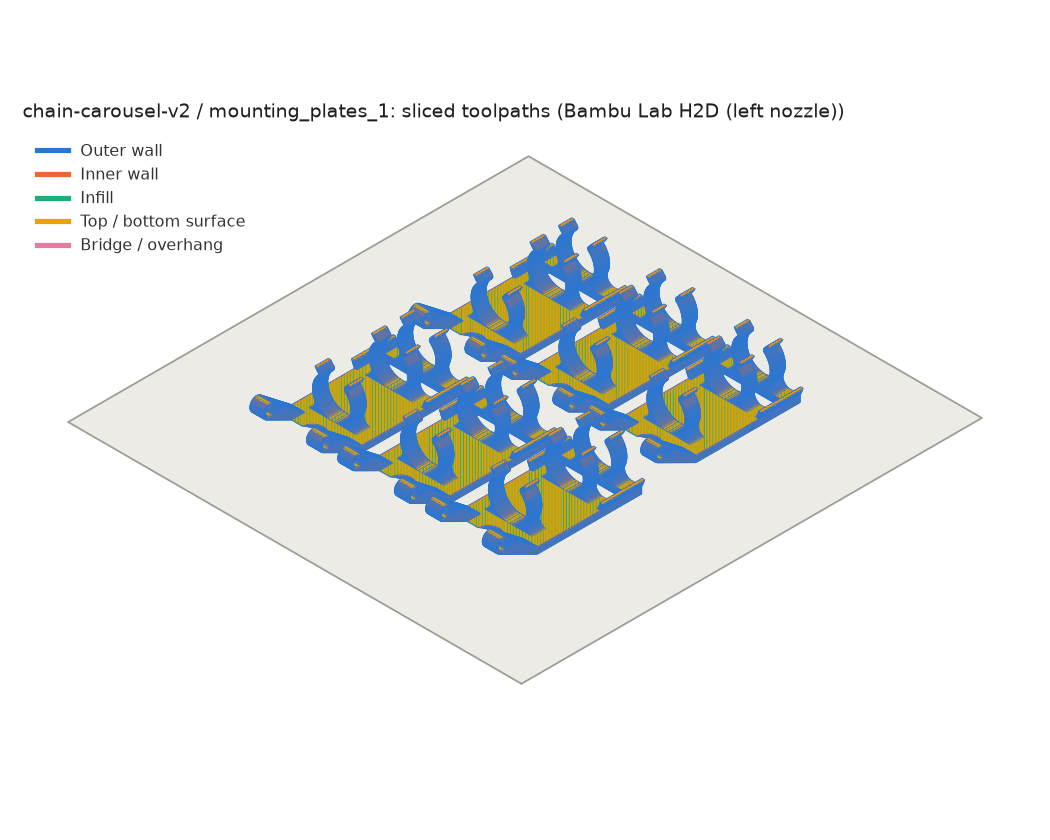 chain-carousel-v2 / mounting_plates_1: sliced toolpaths (Bambu Lab H2D (left nozzle))
Outer wall
Inner wall
Infill
Top / bottom surface
Bridge / overhang